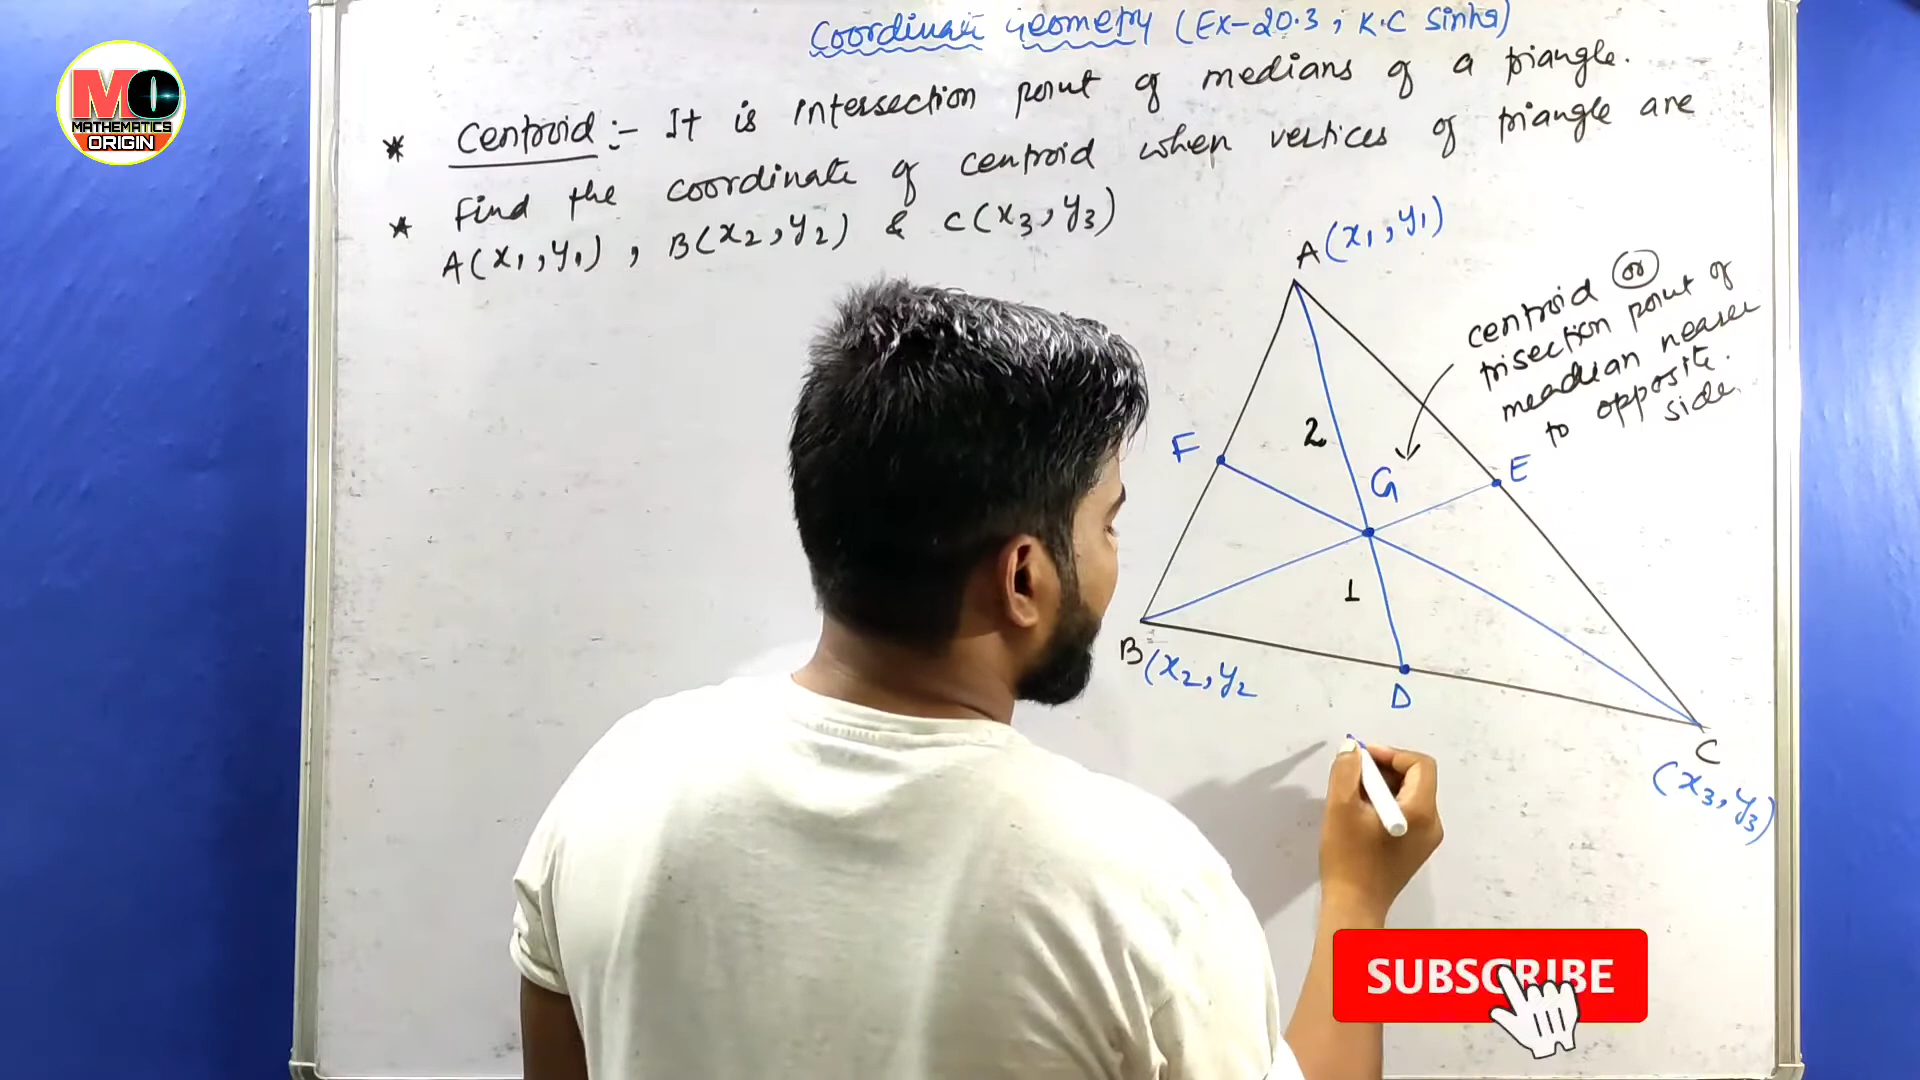 MO
MATHEMATICS
ORIGIN
Coordinate Geometry (Ex-20.3, K.C Sinha)
* Centroid :- It is intersection point of medians of a triangle.
* Find the coordinate of centroid when vertices of triangle are
A(x1,y1), B(x2,y2) & C(x3,y3)
A(x1,y1)
centroid or
trisection point of
meadian nearer
to opposite
side.
F
2
G
E
1
B(x2,y2
D
C
(x3,y3)
SUBSCRIBE